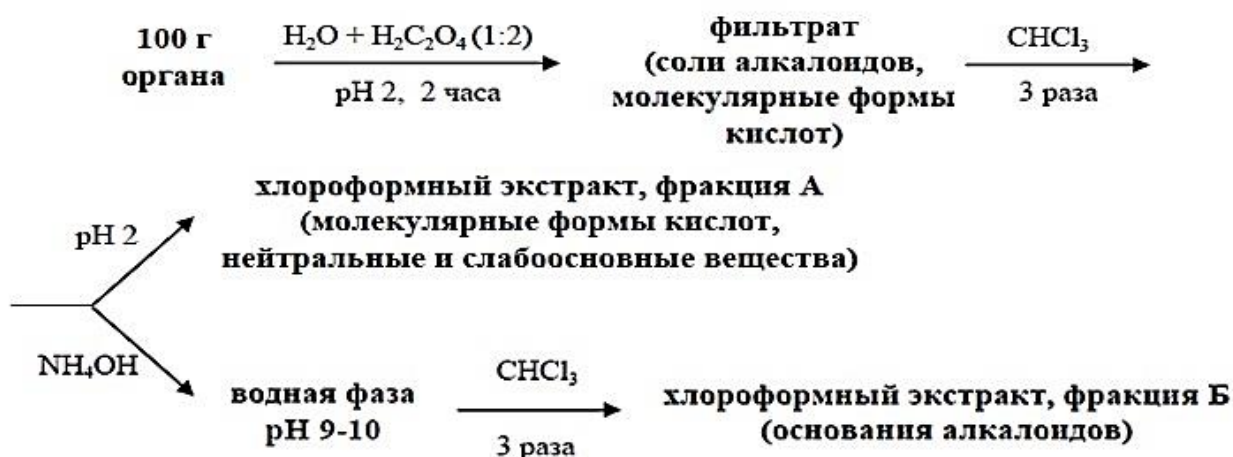 100 г
органа
H₂O + H₂C₂O₄ (1:2)
pH 2, 2 часа
фильтрат
(соли алкалоидов,
молекулярные формы
кислот)
CHCl₃
3 раза
хлороформный экстракт, фракция А
(молекулярные формы кислот,
нейтральные и слабоосновные вещества)
pH 2
NH₄OH
водная фаза
pH 9-10
CHCl₃
3 раза
хлороформный экстракт, фракция Б
(основания алкалоидов)